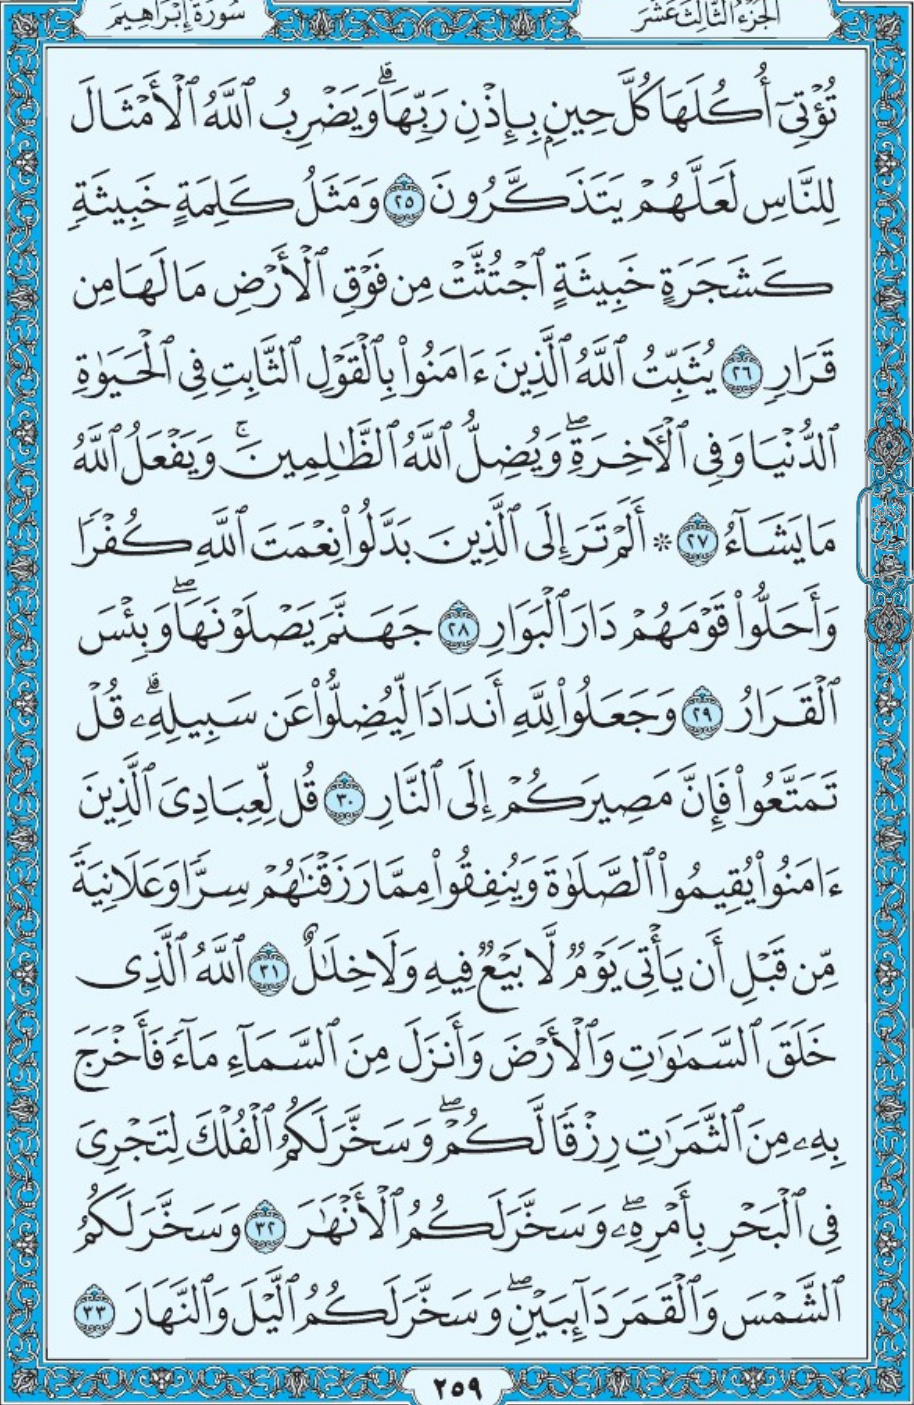 الجزء الثالث عشر
سورة إبراهيم
تُؤْتِىٓ أُكُلَهَا كُلَّ حِينٍۭ بِإِذْنِ رَبِّهَاۗ وَيَضْرِبُ ٱللَّهُ ٱلْأَمْثَالَ
لِلنَّاسِ لَعَلَّهُمْ يَتَذَكَّرُونَ ٢٥ وَمَثَلُ كَلِمَةٍ خَبِيثَةٍ
كَشَجَرَةٍ خَبِيثَةٍ ٱجْتُثَّتْ مِن فَوْقِ ٱلْأَرْضِ مَا لَهَا مِن
قَرَارٍ ٢٦ يُثَبِّتُ ٱللَّهُ ٱلَّذِينَ ءَامَنُوا۟ بِٱلْقَوْلِ ٱلثَّابِتِ فِى ٱلْحَيَوٰةِ
ٱلدُّنْيَا وَفِى ٱلْءَاخِرَةِۖ وَيُضِلُّ ٱللَّهُ ٱلظَّٰلِمِينَۚ وَيَفْعَلُ ٱللَّهُ
مَا يَشَآءُ ٢٧ * أَلَمْ تَرَ إِلَى ٱلَّذِينَ بَدَّلُوا۟ نِعْمَتَ ٱللَّهِ كُفْرًا
وَأَحَلُّوا۟ قَوْمَهُمْ دَارَ ٱلْبَوَارِ ٢٨ جَهَنَّمَ يَصْلَوْنَهَاۖ وَبِئْسَ
ٱلْقَرَارُ ٢٩ وَجَعَلُوا۟ لِلَّهِ أَندَادًا لِّيُضِلُّوا۟ عَن سَبِيلِهِۦۗ قُلْ
تَمَتَّعُوا۟ فَإِنَّ مَصِيرَكُمْ إِلَى ٱلنَّارِ ٣٠ قُل لِّعِبَادِىَ ٱلَّذِينَ
ءَامَنُوا۟ يُقِيمُوا۟ ٱلصَّلَوٰةَ وَيُنفِقُوا۟ مِمَّا رَزَقْنَٰهُمْ سِرًّا وَعَلَانِيَةً
مِّن قَبْلِ أَن يَأْتِىَ يَوْمٌ لَّا بَيْعٌ فِيهِ وَلَا خِلَٰلٌ ٣١ ٱللَّهُ ٱلَّذِى
خَلَقَ ٱلسَّمَٰوَٰتِ وَٱلْأَرْضَ وَأَنزَلَ مِنَ ٱلسَّمَآءِ مَآءً فَأَخْرَجَ
بِهِۦ مِنَ ٱلثَّمَرَٰتِ رِزْقًا لَّكُمْۖ وَسَخَّرَ لَكُمُ ٱلْفُلْكَ لِتَجْرِىَ
فِى ٱلْبَحْرِ بِأَمْرِهِۦۖ وَسَخَّرَ لَكُمُ ٱلْأَنْهَٰرَ ٣٢ وَسَخَّرَ لَكُمُ
ٱلشَّمْسَ وَٱلْقَمَرَ دَآئِبَيْنِۖ وَسَخَّرَ لَكُمُ ٱلَّيْلَ وَٱلنَّهَارَ ٣٣
٢٥٩